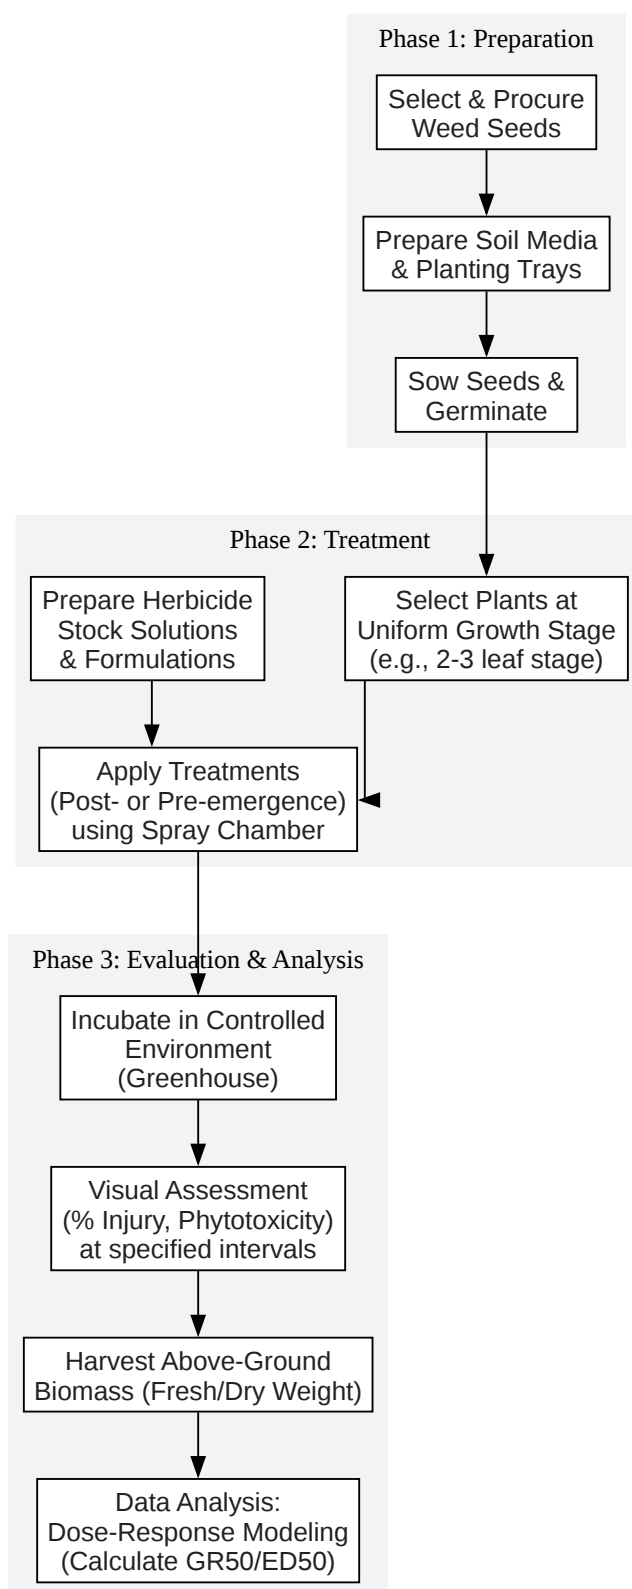 Phase 1: Preparation
Select & Procure
Weed Seeds
Prepare Soil Media
& Planting Trays
Sow Seeds &
Germinate
Phase 2: Treatment
Prepare Herbicide
Stock Solutions
& Formulations
Select Plants at
Uniform Growth Stage
(e.g., 2-3 leaf stage)
Apply Treatments
(Post- or Pre-emergence)
using Spray Chamber
Phase 3: Evaluation & Analysis
Incubate in Controlled
Environment
(Greenhouse)
Visual Assessment
(% Injury, Phytotoxicity)
at specified intervals
Harvest Above-Ground
Biomass (Fresh/Dry Weight)
Data Analysis:
Dose-Response Modeling
(Calculate GR50/ED50)